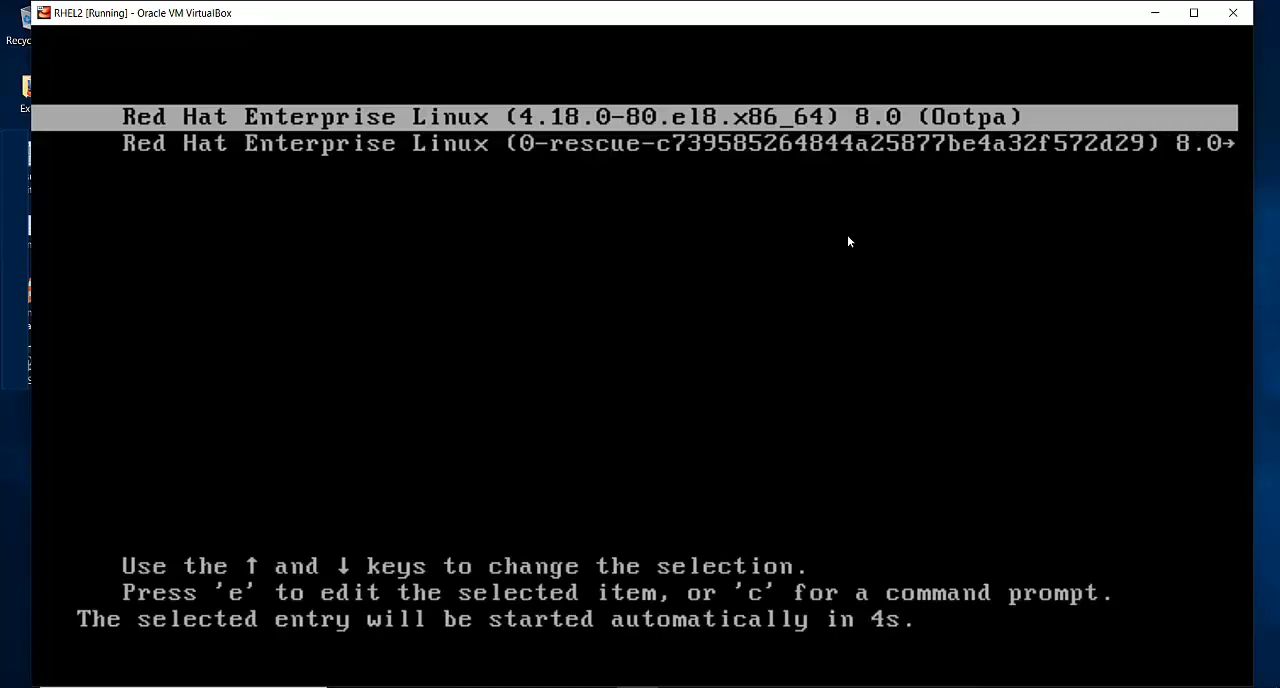 RHEL2 [Running] - Oracle VM VirtualBox
Red Hat Enterprise Linux (4.18.0-80.el8.x86_64) 8.0 (Ootpa)
Red Hat Enterprise Linux (0-rescue-c739585264844a25877be4a32f572d29) 8.0→
Use the ↑ and ↓ keys to change the selection.
Press 'e' to edit the selected item, or 'c' for a command prompt.
The selected entry will be started automatically in 4s.